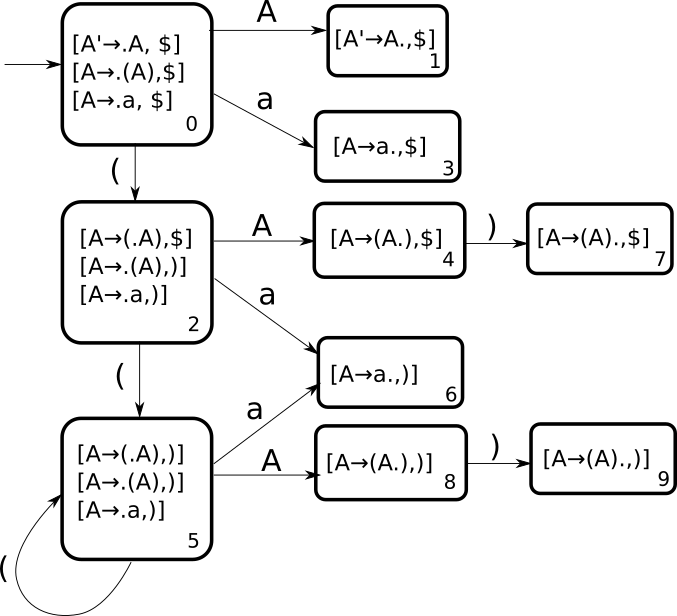 [A'→.A, $]
[A→.(A),$]
[A→.a, $]
0
A
[A'→A.,$]
1
a
[A→a.,$]
3
(
[A→(.A),$]
[A→.(A),)]
[A→.a,)]
2
A
[A→(A.),$]
4
)
[A→(A).,$]
7
a
[A→a.,)]
6
(
a
[A→(.A),)]
[A→.(A),)]
[A→.a,)]
5
A
[A→(A.),)]
8
)
[A→(A).,)]
9
(